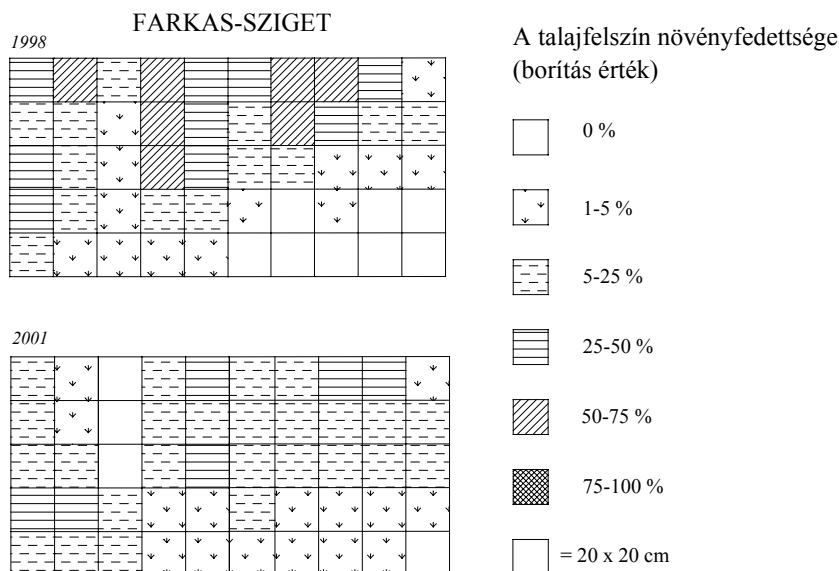 FARKAS-SZIGET
1998
2001
A talajfelszín növényfedettsége
(borítás érték)
0 %
1-5 %
5-25 %
25-50 %
50-75 %
75-100 %
= 20 x 20 cm